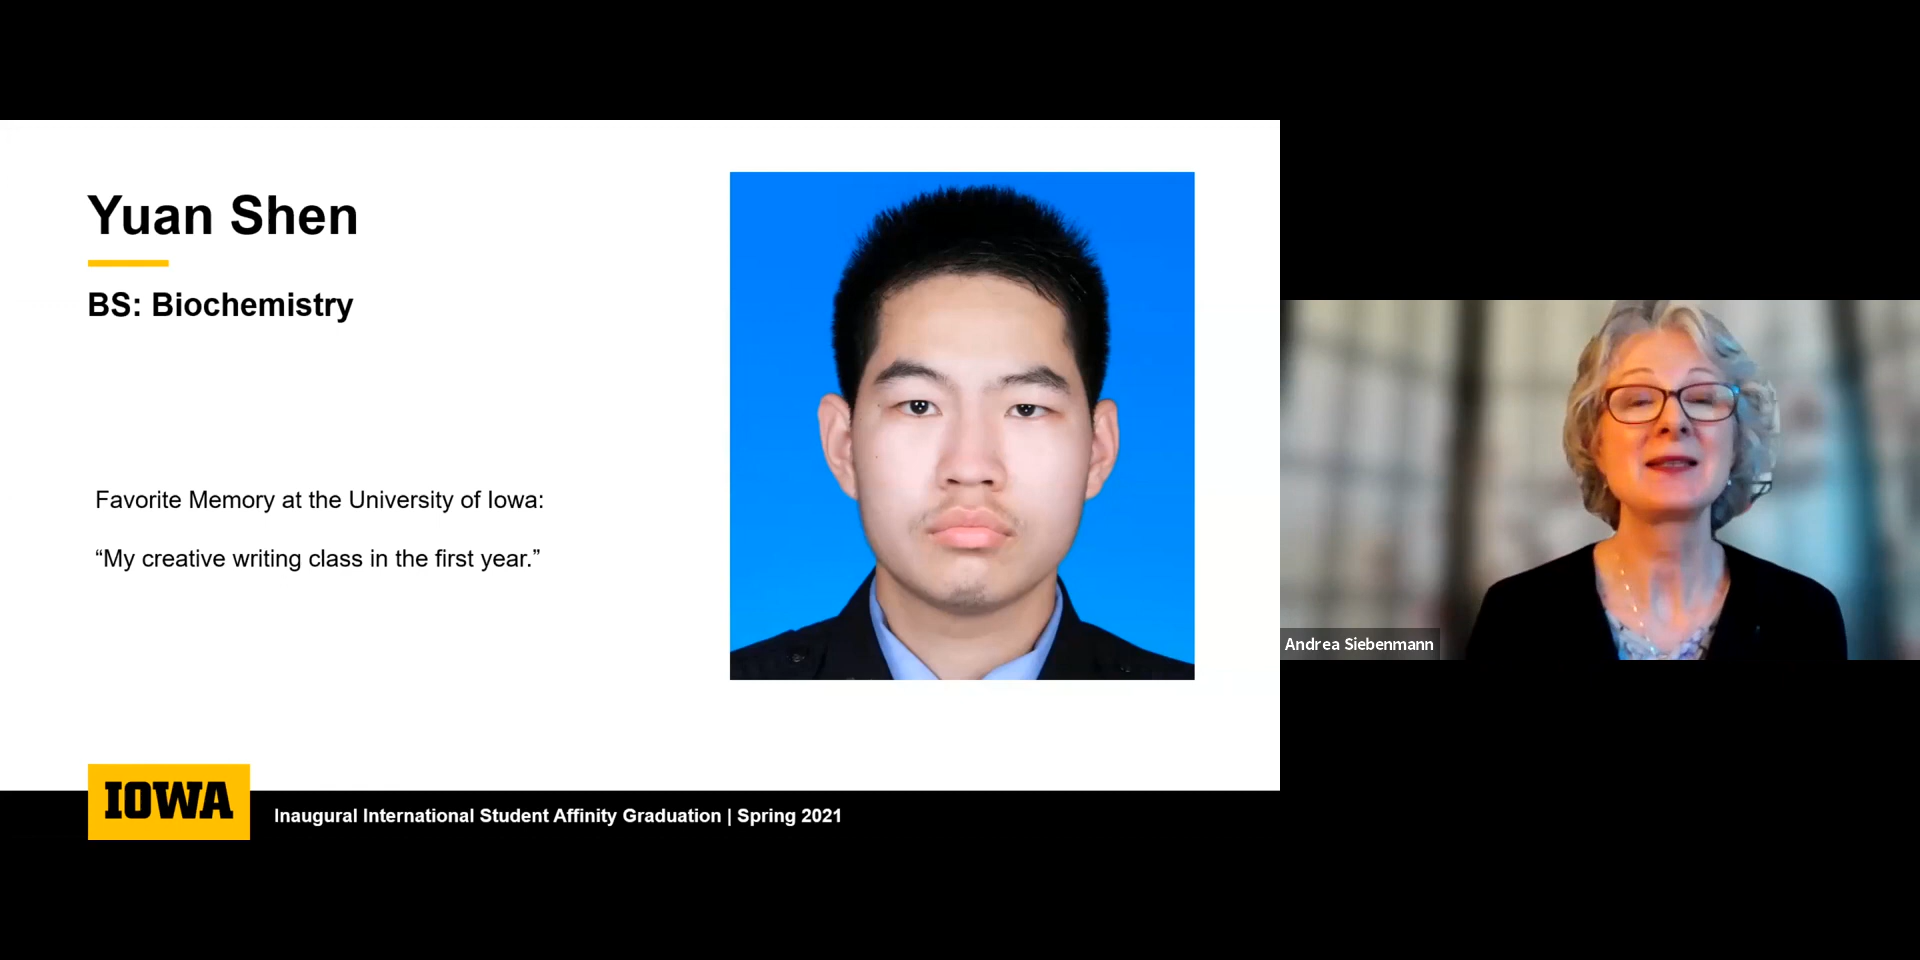 Yuan Shen
BS: Biochemistry
Favorite Memory at the University of Iowa:
“My creative writing class in the first year.”
Andrea Siebenmann
IOWA
Inaugural International Student Affinity Graduation | Spring 2021